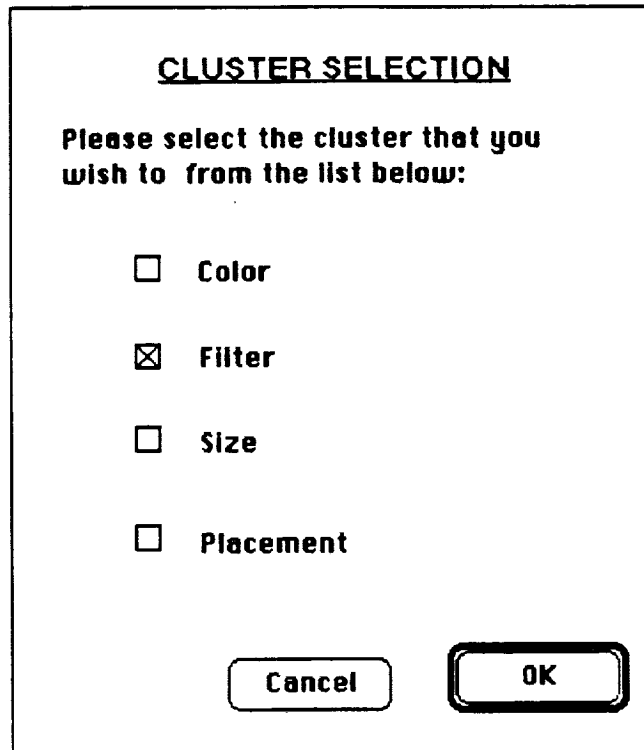 CLUSTER SELECTION
Please select the cluster that you
wish to from the list below:
Color
Filter
Size
Placement
Cancel
OK